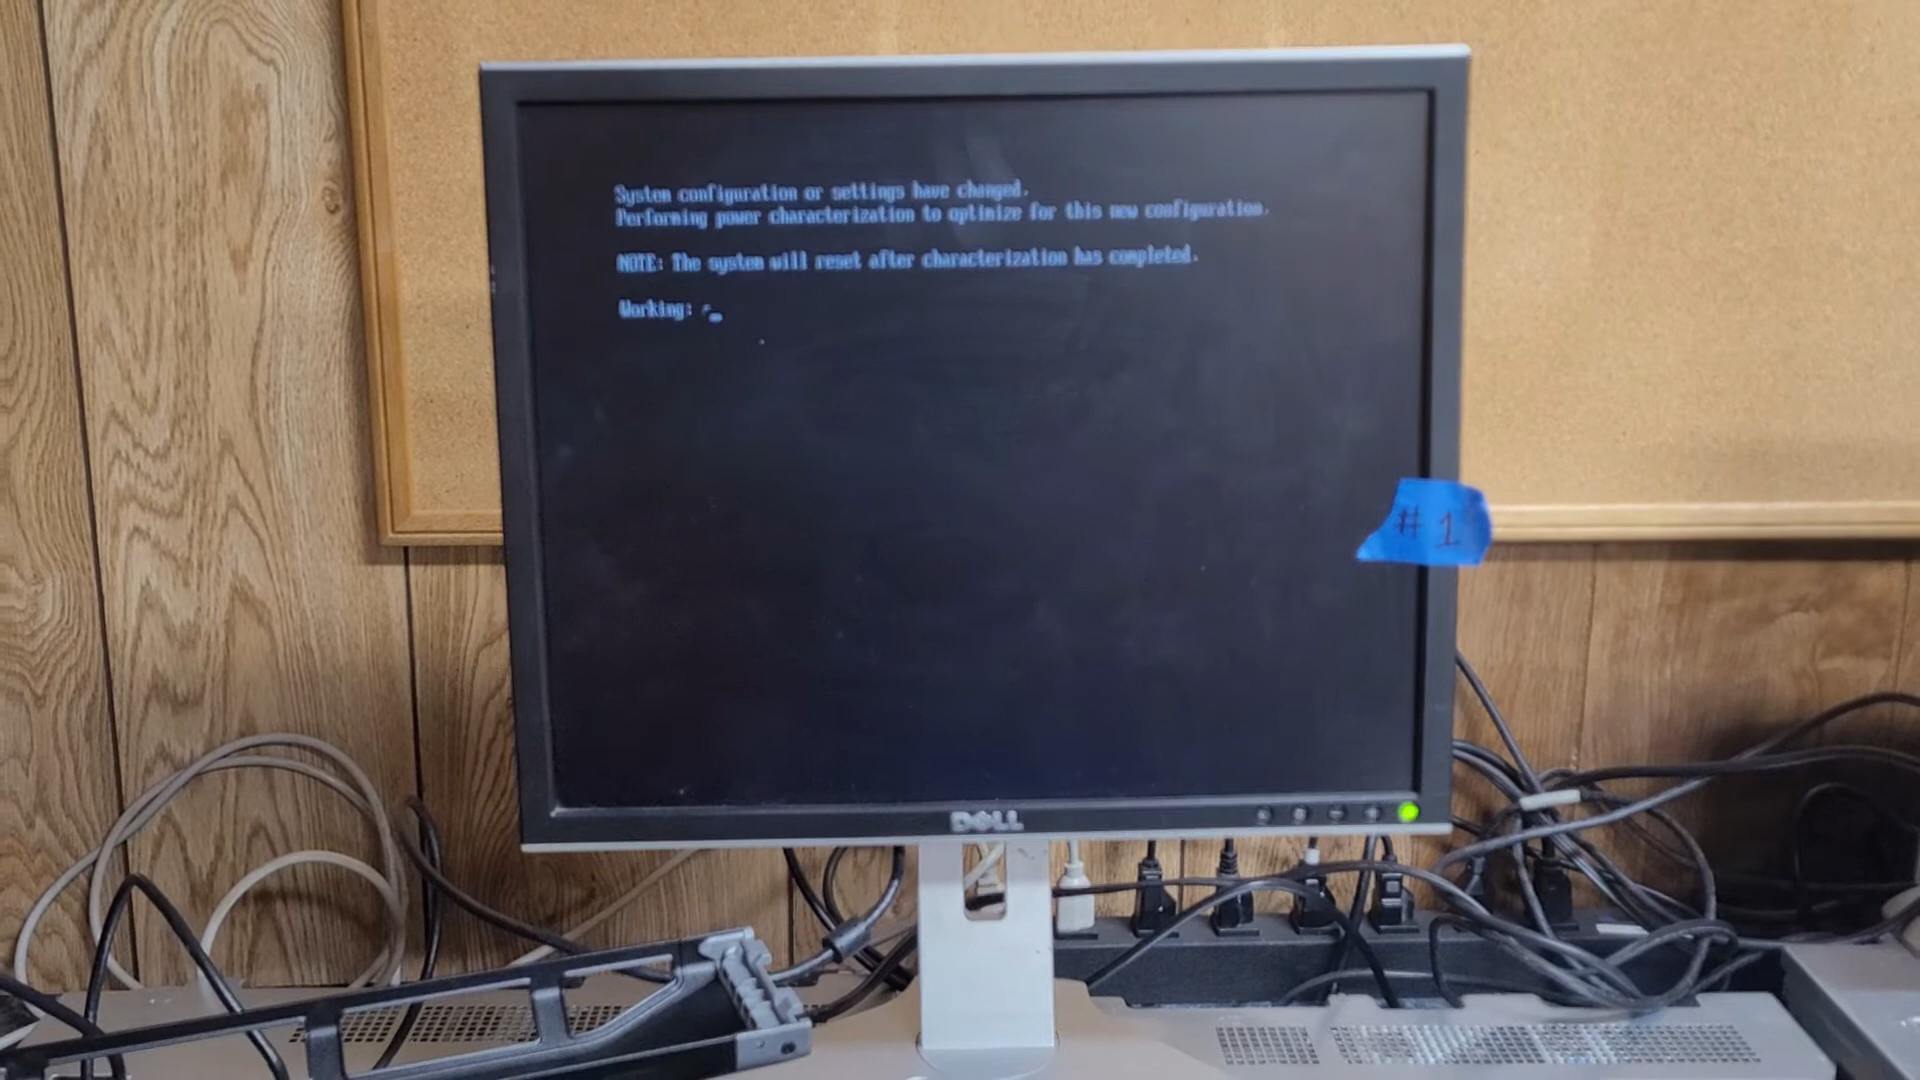 System configuration or settings have changed.
Performing power characterization to optimize for this new configuration.
NOTE: The system will reset after characterization has completed.
Working:
# 1
DELL